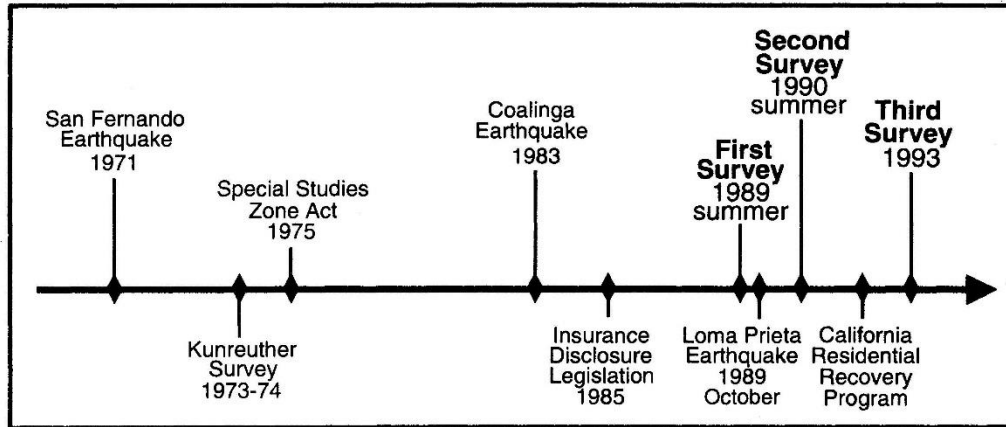 San Fernando
Earthquake
1971
Kunreuther
Survey
1973-74
Special Studies
Zone Act
1975
Coalinga
Earthquake
1983
Insurance
Disclosure
Legislation
1985
First
Survey
1989
summer
Loma Prieta
Earthquake
1989
October
Second
Survey
1990
summer
California
Residential
Recovery
Program
Third
Survey
1993